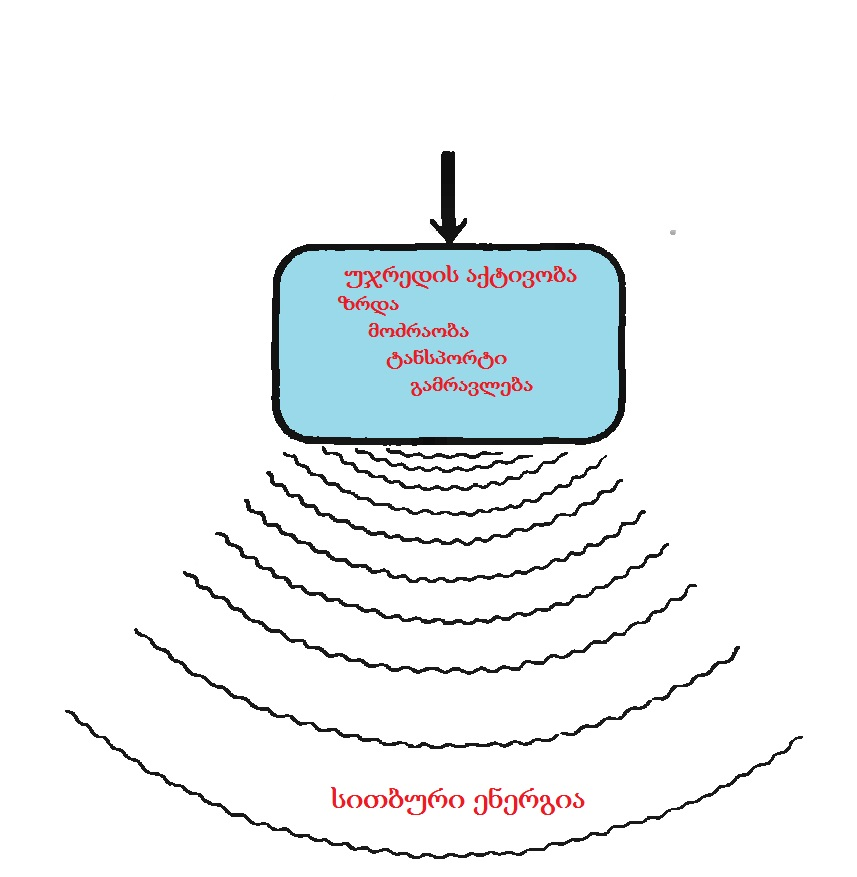 უჯრედის აქტივობა
ზრდა
მოძრაობა
ტანსპორტი
გამრავლება
სითბური ენერგია